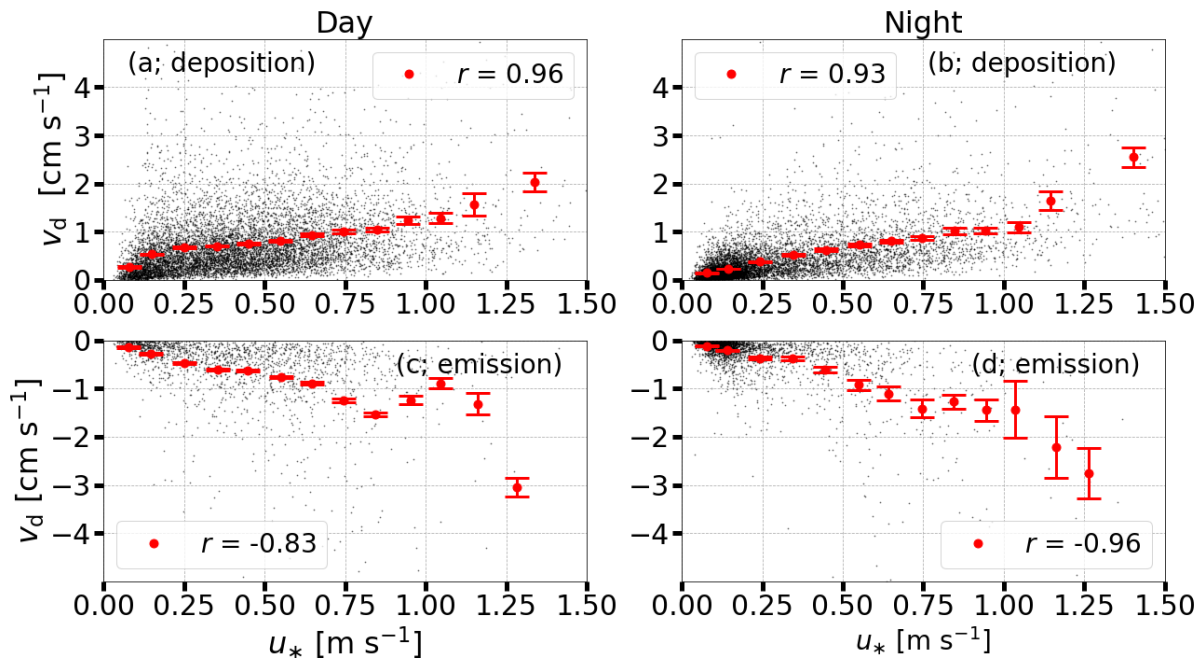 Day
Night
(a; deposition)
r = 0.96
r = 0.93
(b; deposition)
v_d [cm s⁻¹]
4
3
2
1
0
4
3
2
1
0
0.00 0.25 0.50 0.75 1.00 1.25 1.50
0.00 0.25 0.50 0.75 1.00 1.25 1.50
(c; emission)
(d; emission)
v_d [cm s⁻¹]
0
−1
−2
−3
−4
0
−1
−2
−3
−4
r = -0.83
r = -0.96
0.00 0.25 0.50 0.75 1.00 1.25 1.50
0.00 0.25 0.50 0.75 1.00 1.25 1.50
u* [m s⁻¹]
u* [m s⁻¹]